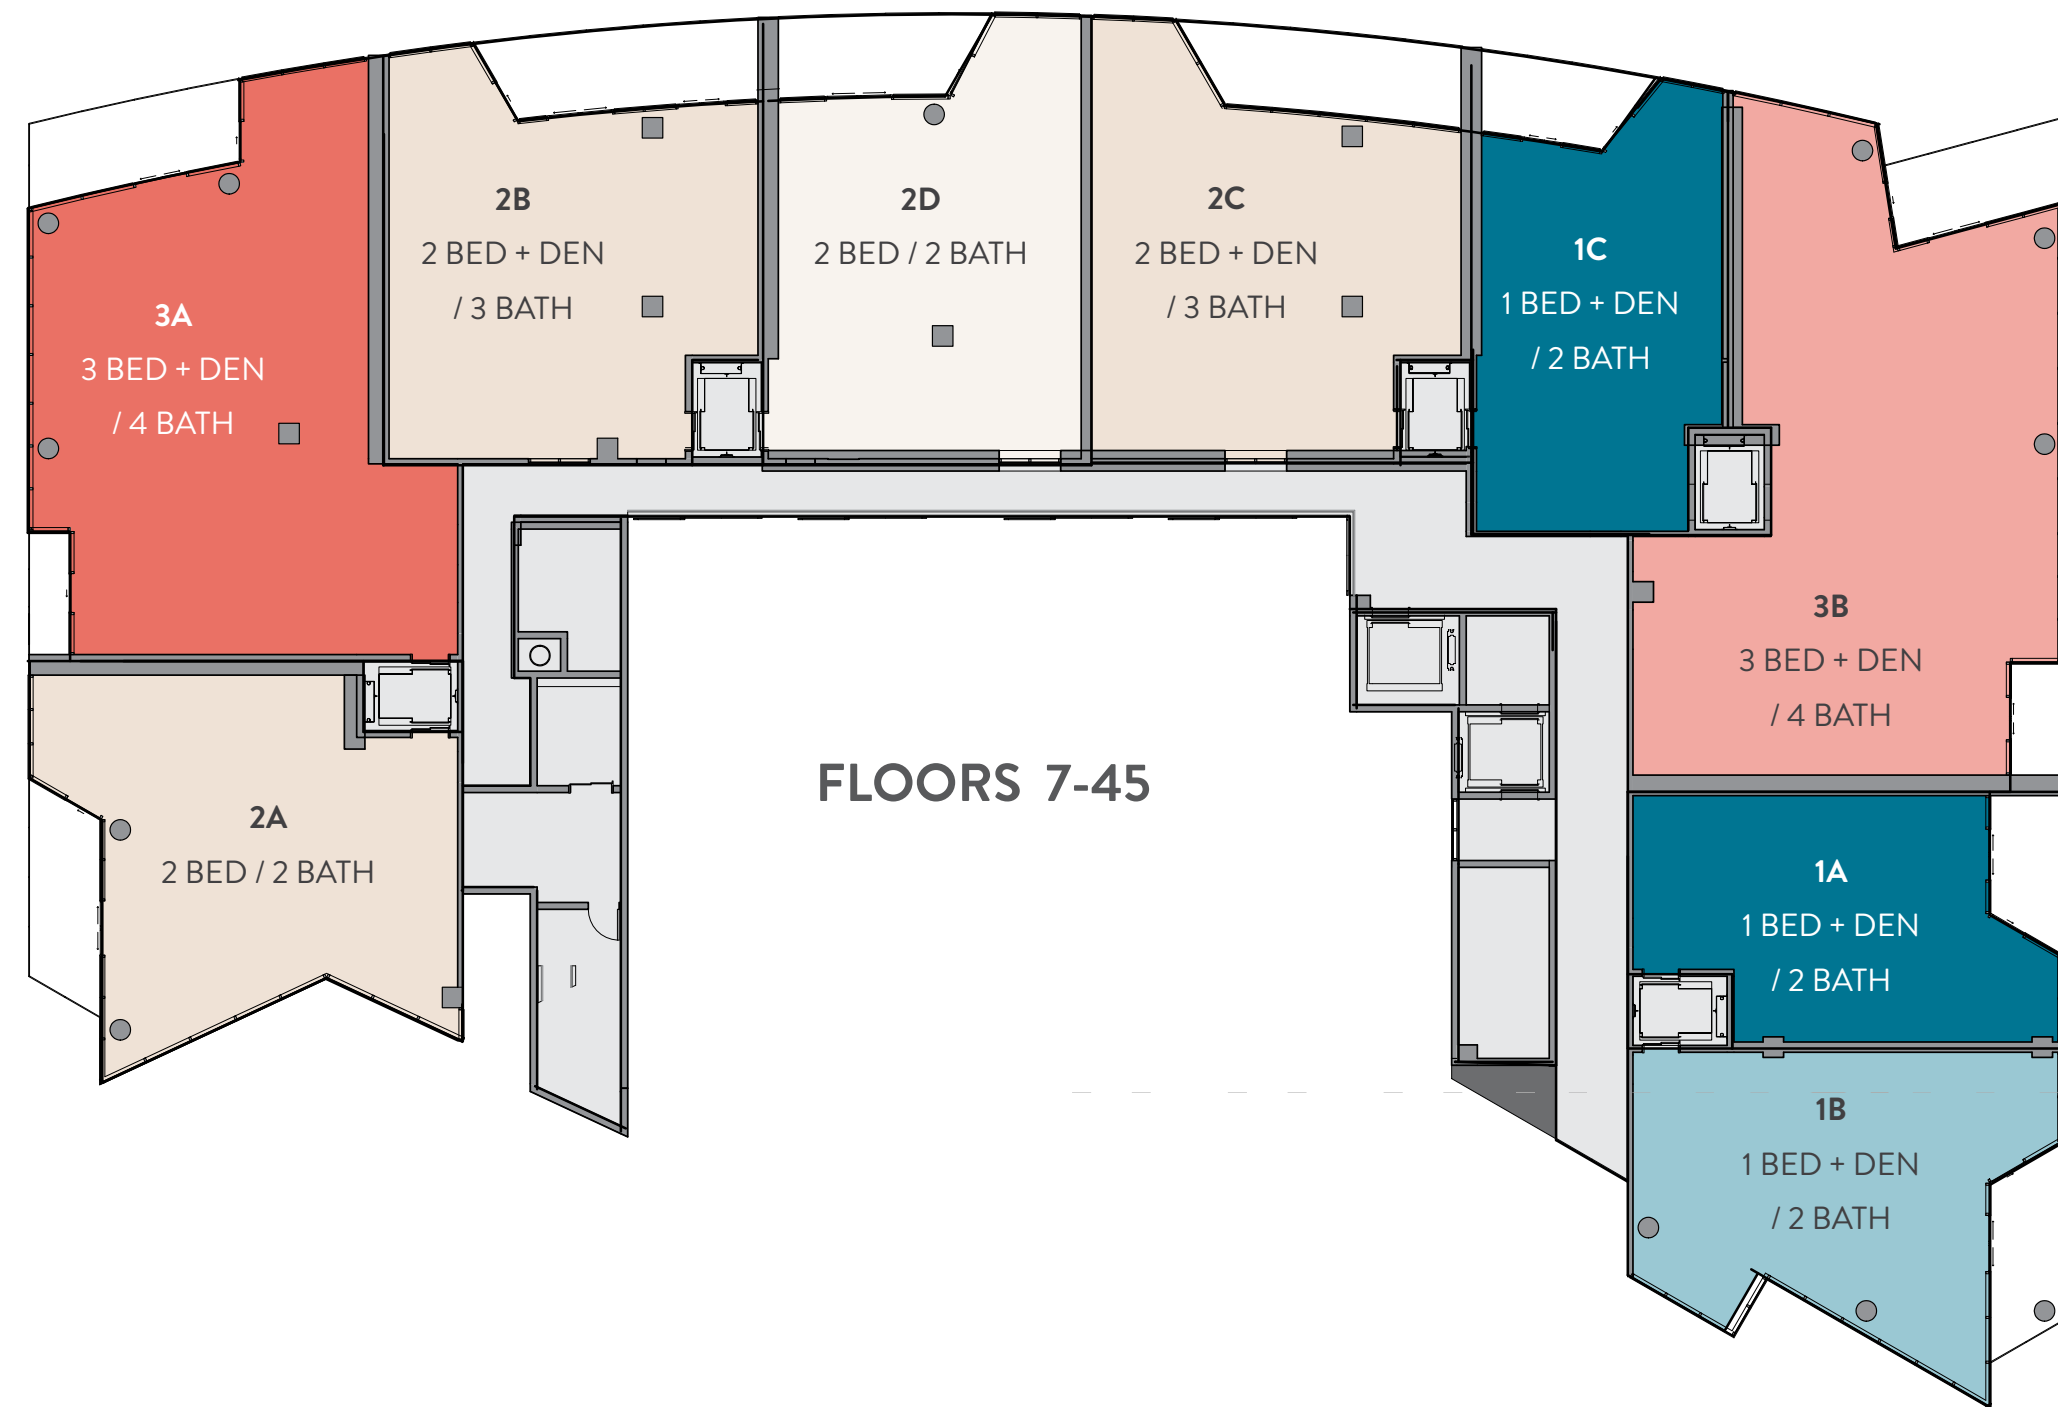 3A
3 BED + DEN
/ 4 BATH
2B
2 BED + DEN
/ 3 BATH
2D
2 BED / 2 BATH
2C
2 BED + DEN
/ 3 BATH
1C
1 BED + DEN
/ 2 BATH
3B
3 BED + DEN
/ 4 BATH
2A
2 BED / 2 BATH
FLOORS 7-45
1A
1 BED + DEN
/ 2 BATH
1B
1 BED + DEN
/ 2 BATH